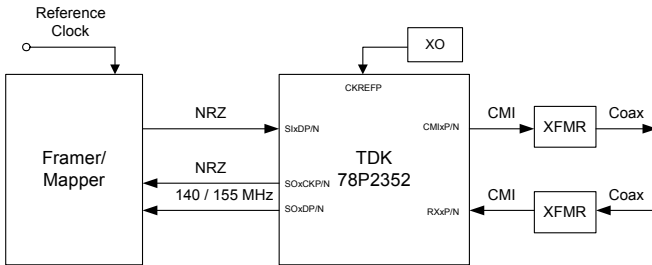 Reference
Clock
XO
CKREFP
NRZ
SIxDP/N
CMIxP/N
CMI
XFMR
Coax
Framer/
Mapper
TDK
78P2352
NRZ
SOxCKP/N
140 / 155 MHz
SOxDP/N
RXxP/N
CMI
XFMR
Coax